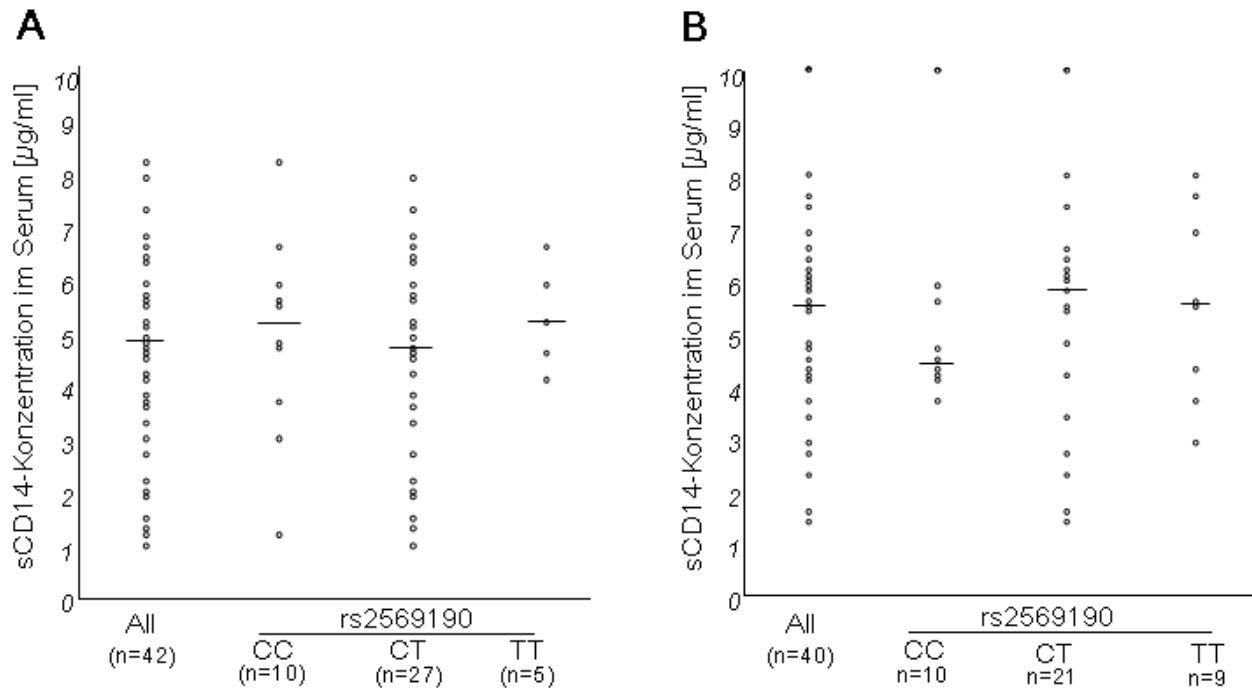 A
sCD14-Konzentration im Serum [µg/ml]
10
9
8
7
6
5
4
3
2
1
0
All
(n=42)
rs2569190
CC
(n=10)
CT
(n=27)
TT
(n=5)
B
sCD14-Konzentration im Serum [µg/ml]
10
9
8
7
6
5
4
3
2
1
0
All
(n=40)
rs2569190
CC
n=10
CT
n=21
TT
n=9